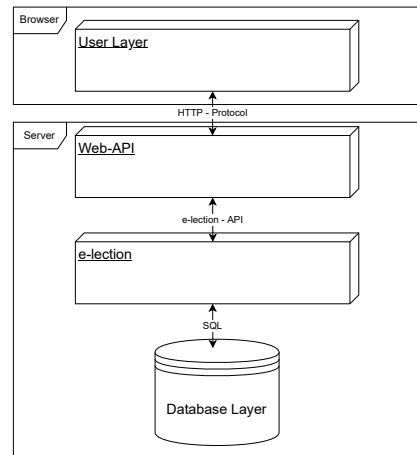 Browser
User Layer
HTTP - Protocol
Server
Web-API
e-lection - API
e-lection
SQL
Database Layer